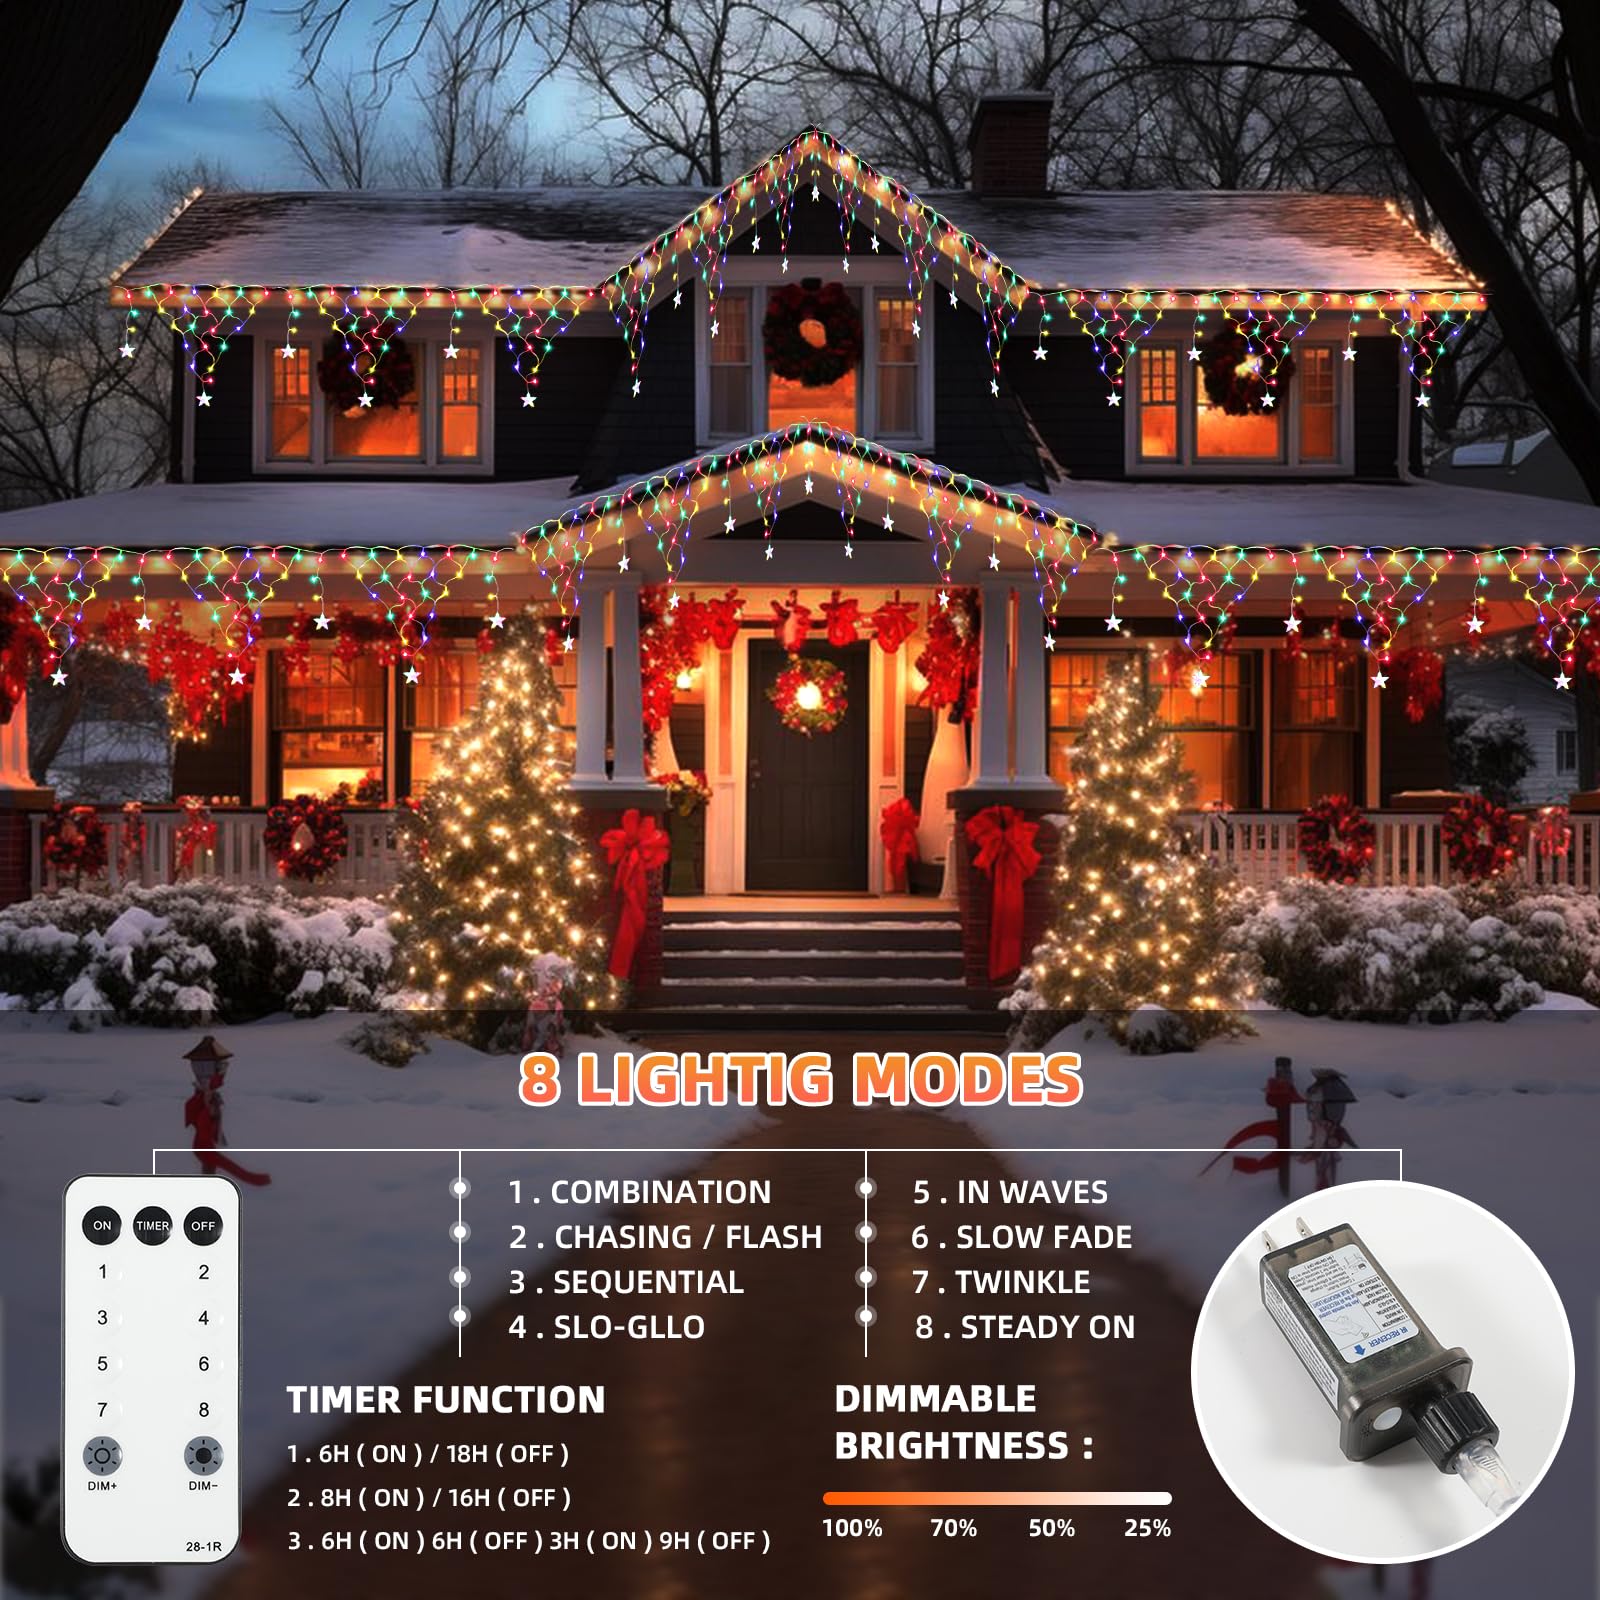 8 LIGHTIG MODES
ON TIMER OFF
1 2
3 4
5 6
7 8
DIM+ DIM-
28-1R
1 . COMBINATION
2 . CHASING / FLASH
3 . SEQUENTIAL
4 . SLO-GLLO
5 . IN WAVES
6 . SLOW FADE
7 . TWINKLE
8 . STEADY ON
TIMER FUNCTION
1 . 6H ( ON ) / 18H ( OFF )
2 . 8H ( ON ) / 16H ( OFF )
3 . 6H ( ON ) 6H ( OFF ) 3H ( ON ) 9H ( OFF )
DIMMABLE
BRIGHTNESS :
100% 70% 50% 25%
IR RECEIVER